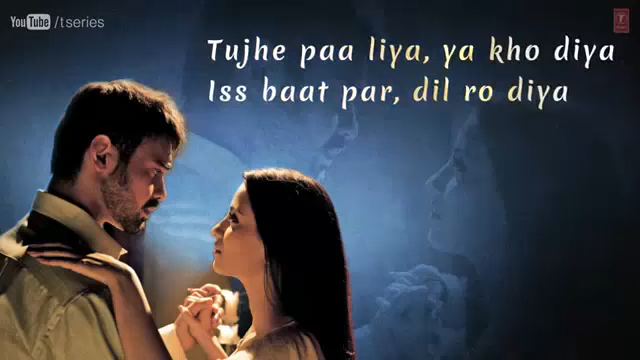 YouTube /tseries
Tujhe paa liya, ya kho diya
Iss baat par, dil ro diya